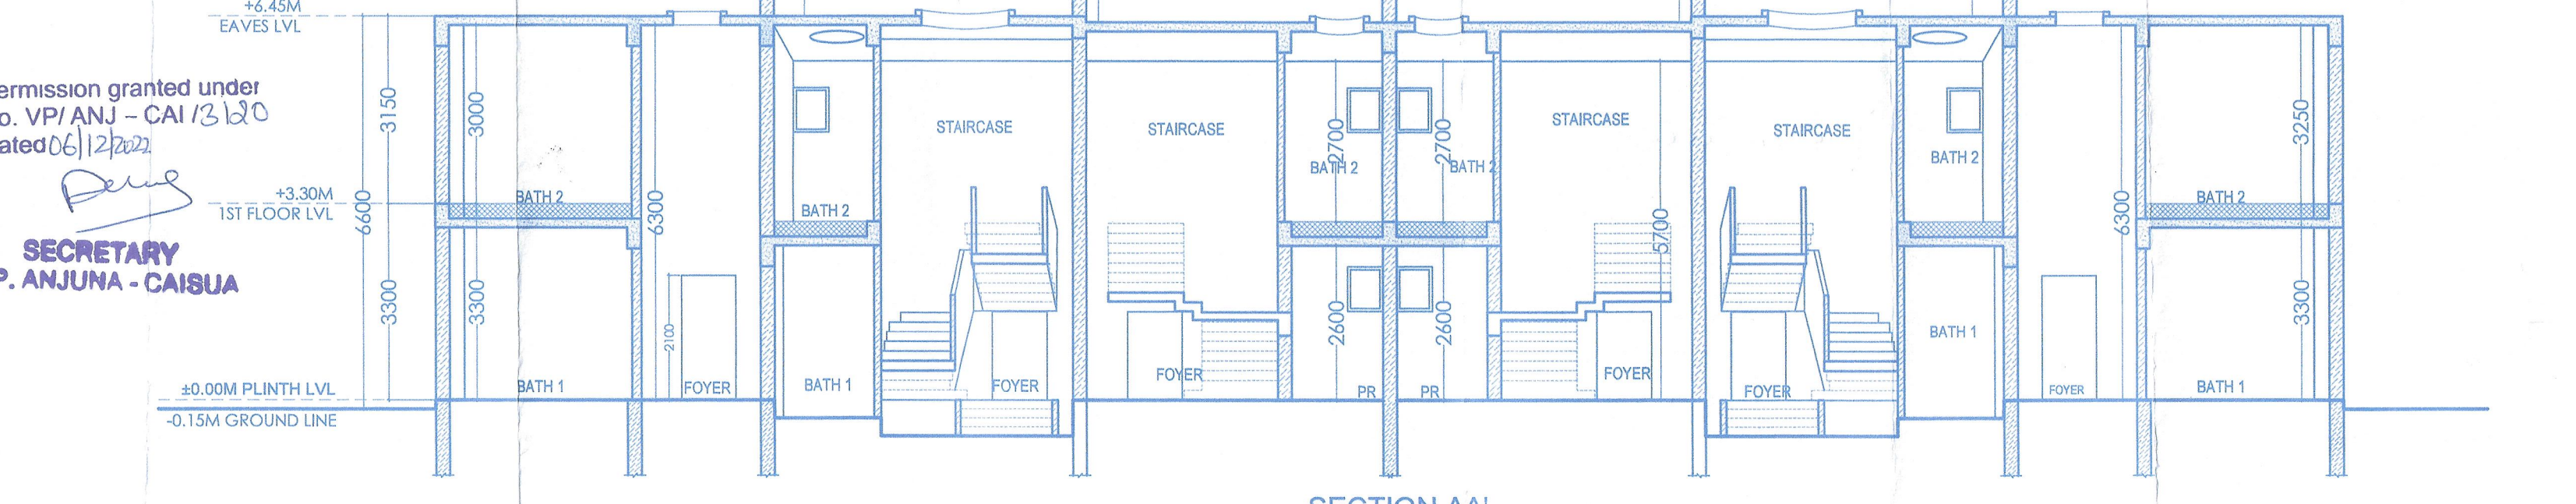 +6.45M
EAVES LVL
ermission granted under
o. VP/ ANJ - CAI /3120
ated 06/12/2022
+3.30M
1ST FLOOR LVL
SECRETARY
P. ANJUNA - CAISUA
±0.00M PLINTH LVL
-0.15M GROUND LINE
6600
3150
3300
3000
3300
BATH 2
BATH 1
6300
2100
FOYER
BATH 2
BATH 1
STAIRCASE
FOYER
STAIRCASE
FOYER
2700
BATH 2
2600
PR
2700
BATH 2
2600
PR
STAIRCASE
5700
FOYER
STAIRCASE
FOYER
BATH 2
BATH 1
6300
FOYER
3250
BATH 2
3300
BATH 1
SECTION AA'